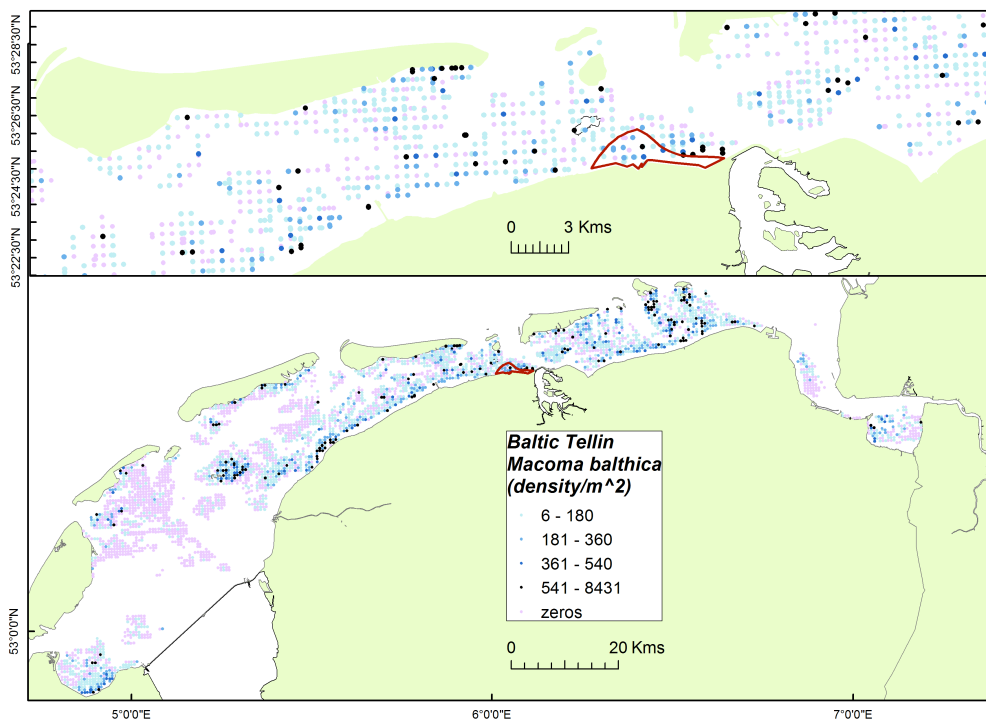 53°28'30"N
53°26'30"N
53°24'30"N
53°22'30"N
0 3 Kms
Baltic Tellin
Macoma balthica
(density/m^2)
6 - 180
181 - 360
361 - 540
541 - 8431
zeros
0 20 Kms
53°0'0"N
5°0'0"E 6°0'0"E 7°0'0"E